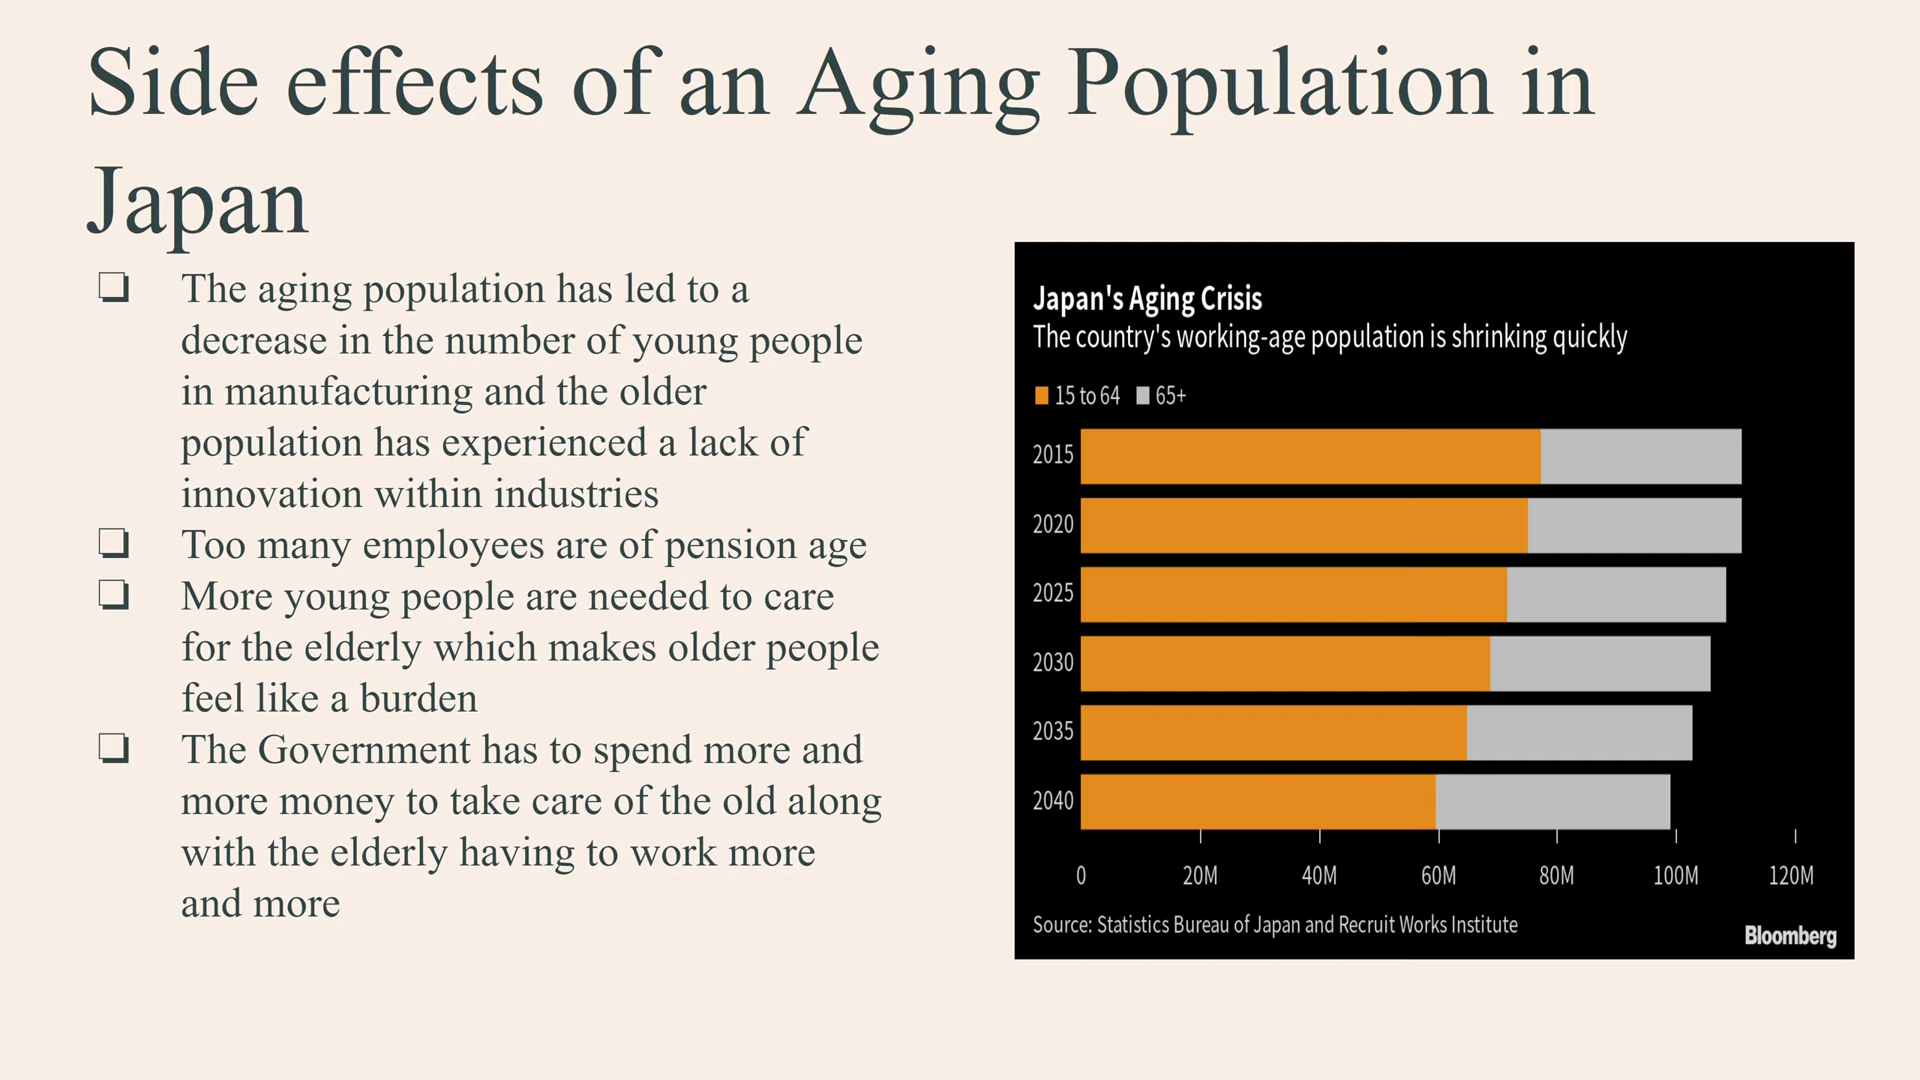 Side effects of an Aging Population in
Japan
❏ The aging population has led to a
decrease in the number of young people
in manufacturing and the older
population has experienced a lack of
innovation within industries
❏ Too many employees are of pension age
❏ More young people are needed to care
for the elderly which makes older people
feel like a burden
❏ The Government has to spend more and
more money to take care of the old along
with the elderly having to work more
and more
Japan's Aging Crisis
The country's working-age population is shrinking quickly
15 to 64 65+
2015
2020
2025
2030
2035
2040
0 20M 40M 60M 80M 100M 120M
Source: Statistics Bureau of Japan and Recruit Works Institute
Bloomberg